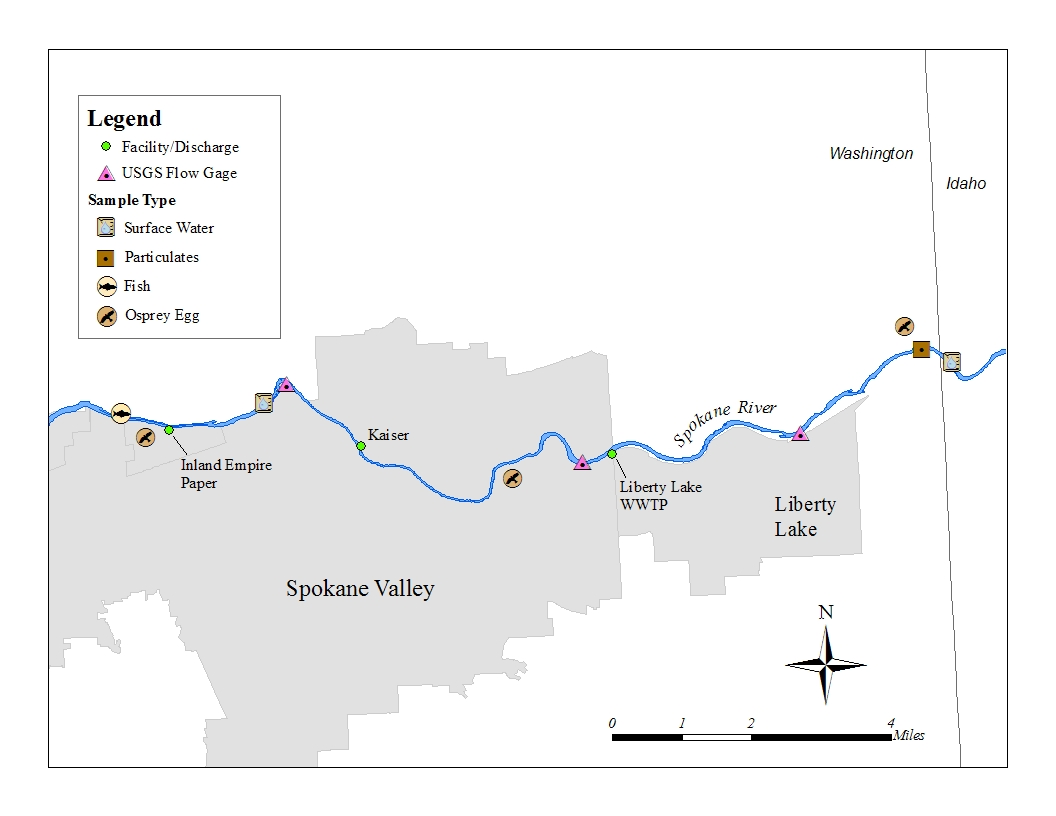 Legend
Facility/Discharge
USGS Flow Gage
Sample Type
Surface Water
Particulates
Fish
Osprey Egg
Washington
Idaho
Spokane River
Kaiser
Inland Empire
Paper
Liberty Lake
WWTP
Liberty
Lake
Spokane Valley
N
0 1 2 4
Miles